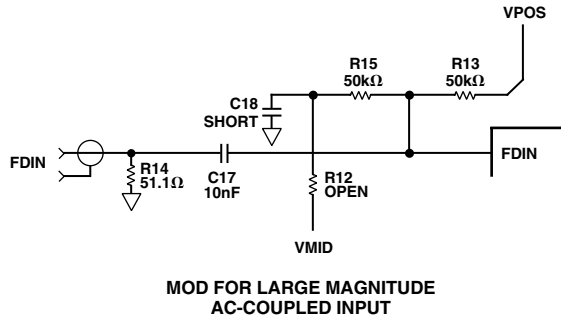 VPOS
R15
50kΩ
R13
50kΩ
C18
SHORT
FDIN
R14
51.1Ω
C17
10nF
R12
OPEN
FDIN
VMID
MOD FOR LARGE MAGNITUDE
AC-COUPLED INPUT